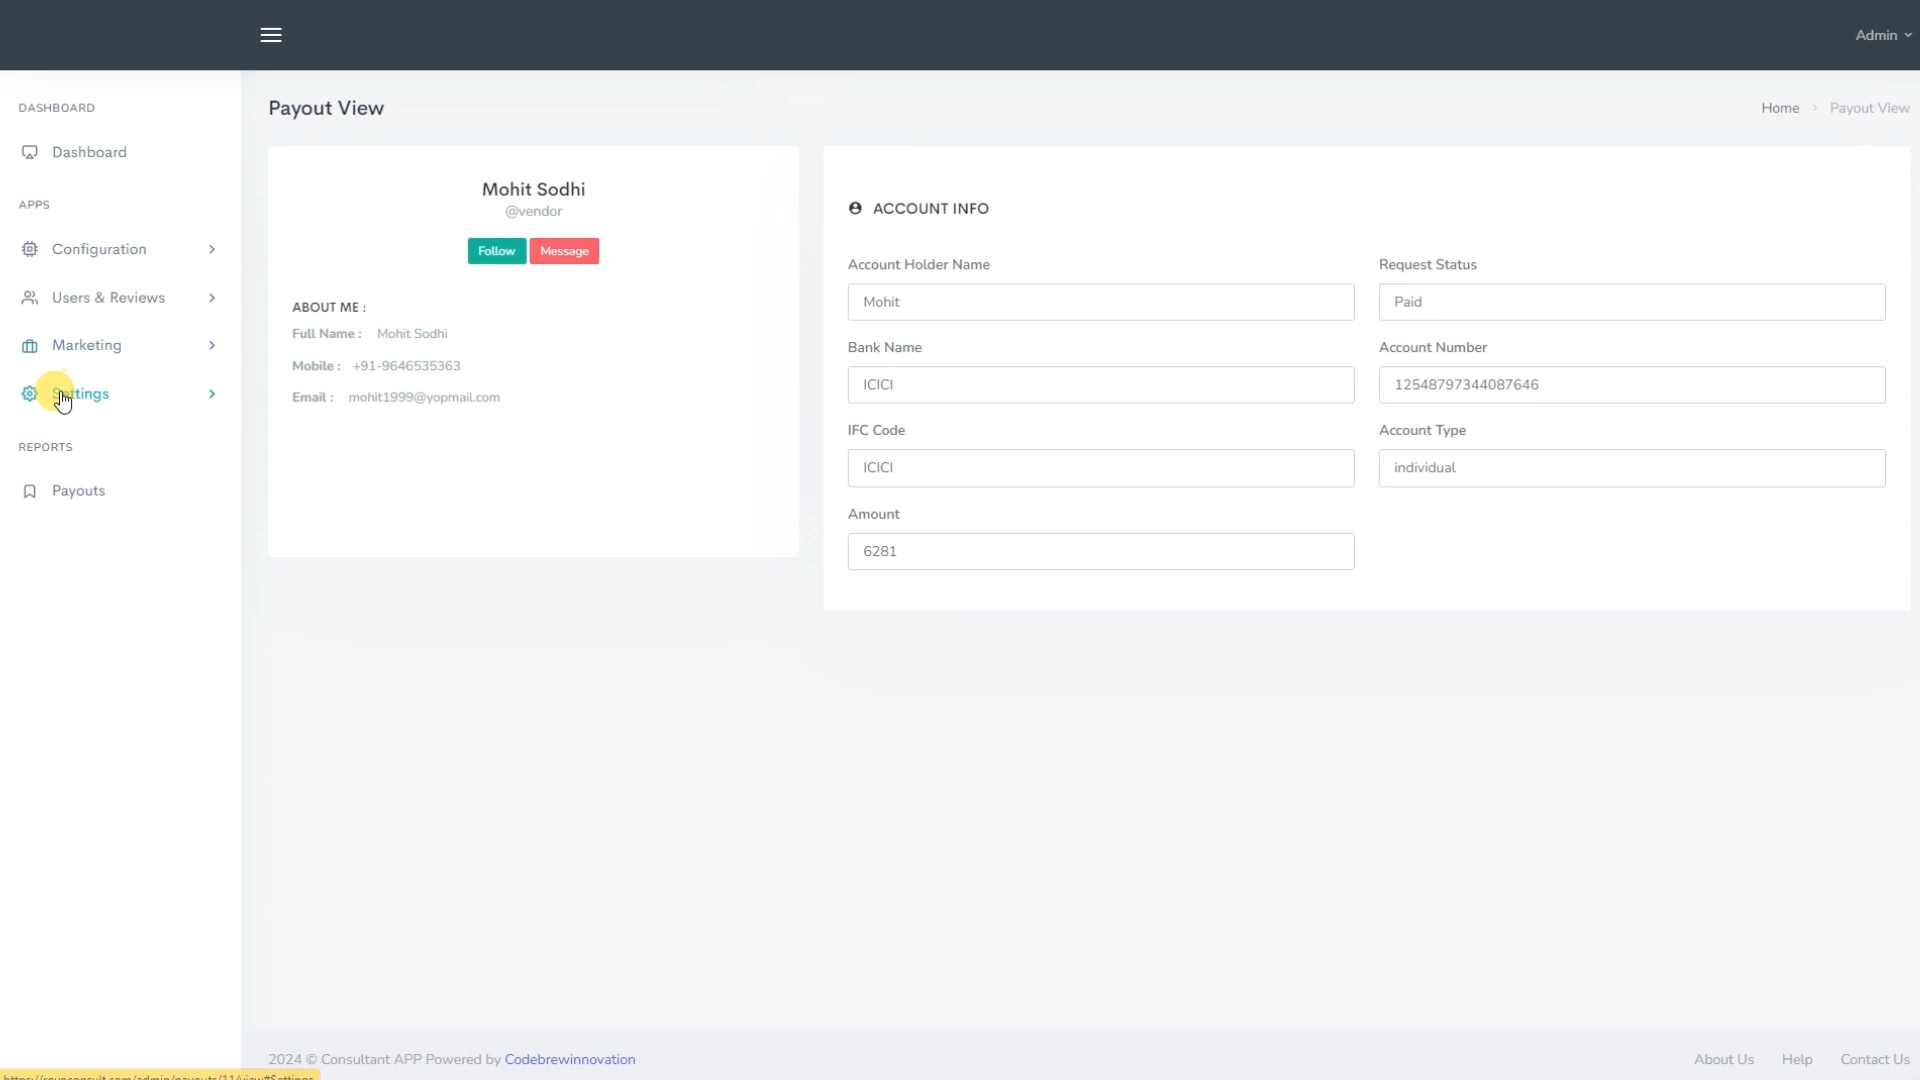 Admin
DASHBOARD
Dashboard
APPS
Configuration
Users & Reviews
Marketing
Settings
REPORTS
Payouts
Payout View
Home > Payout View
Mohit Sodhi
@vendor
Follow Message
ABOUT ME :
Full Name : Mohit Sodhi
Mobile : +91-9646535363
Email : mohit1999@yopmail.com
ACCOUNT INFO
Account Holder Name
Mohit
Request Status
Paid
Bank Name
ICICI
Account Number
12548797344087646
IFC Code
ICICI
Account Type
individual
Amount
6281
2024 © Consultant APP Powered by Codebrewinnovation
About Us Help Contact Us